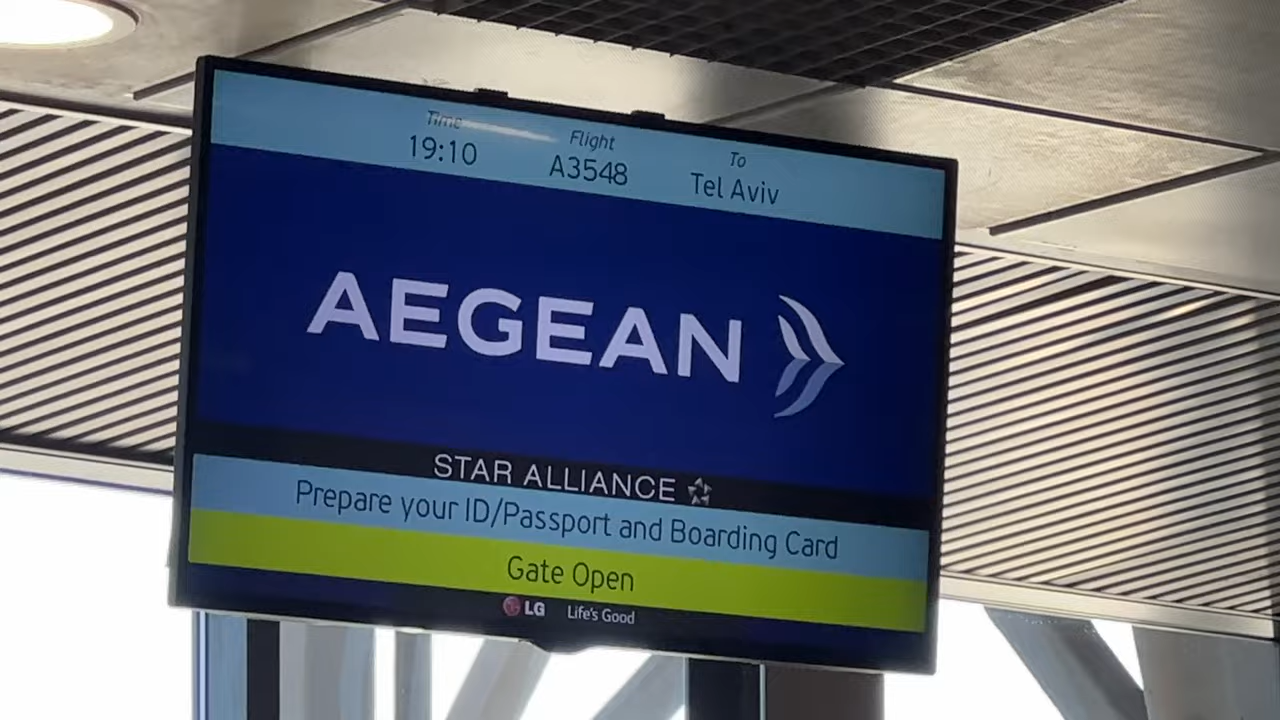 Time Flight To
19:10 A3548 Tel Aviv
AEGEAN
STAR ALLIANCE
Prepare your ID/Passport and Boarding Card
Gate Open
LG Life's Good